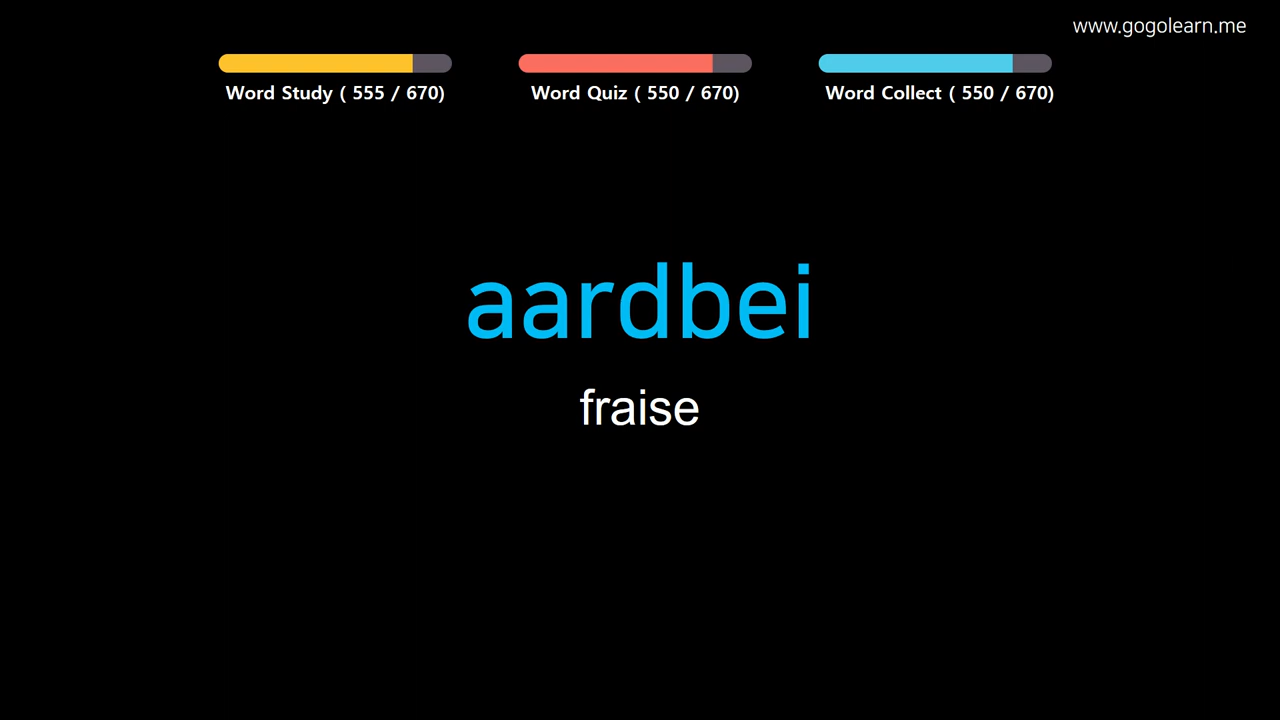 www.gogolearn.me
Word Study ( 555 / 670)
Word Quiz ( 550 / 670)
Word Collect ( 550 / 670)
aardbei
fraise